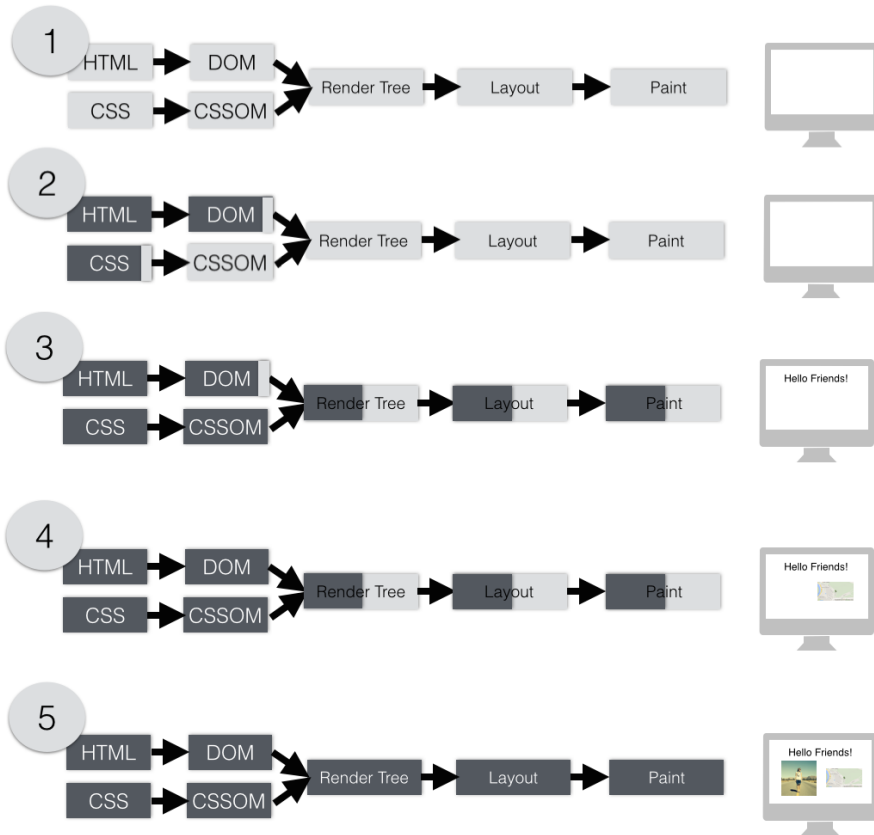 1
HTML DOM
Render Tree Layout Paint
CSS CSSOM
2
HTML DOM
Render Tree Layout Paint
CSS CSSOM
3
Hello Friends!
HTML DOM
Render Tree Layout Paint
CSS CSSOM
4
Hello Friends!
HTML DOM
Render Tree Layout Paint
CSS CSSOM
5
HTML DOM
Hello Friends!
Render Tree Layout Paint
CSS CSSOM